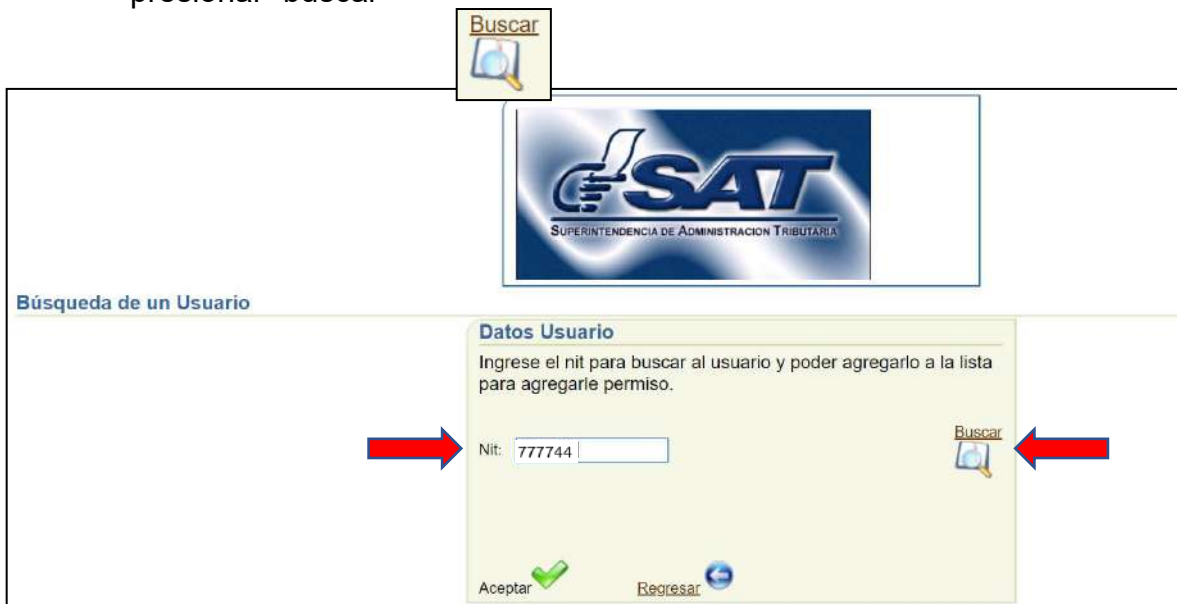 presionar "buscar"
Buscar
SAT
SUPERINTENDENCIA DE ADMINISTRACION TRIBUTARIA
Búsqueda de un Usuario
Datos Usuario
Ingrese el nit para buscar al usuario y poder agregarlo a la lista
para agregarle permiso.
Buscar
Nit: 777744
Aceptar Regresar